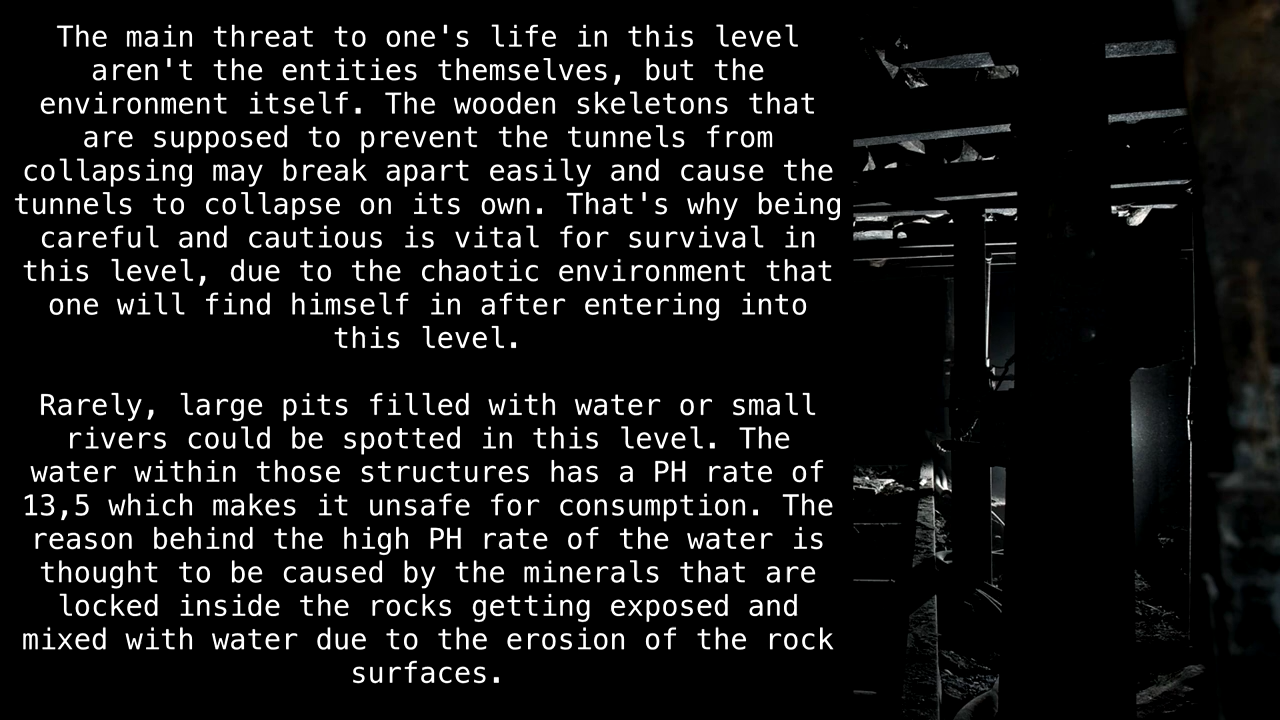 The main threat to one's life in this level
aren't the entities themselves, but the
environment itself. The wooden skeletons that
are supposed to prevent the tunnels from
collapsing may break apart easily and cause the
tunnels to collapse on its own. That's why being
careful and cautious is vital for survival in
this level, due to the chaotic environment that
one will find himself in after entering into
this level.
Rarely, large pits filled with water or small
rivers could be spotted in this level. The
water within those structures has a PH rate of
13,5 which makes it unsafe for consumption. The
reason behind the high PH rate of the water is
thought to be caused by the minerals that are
locked inside the rocks getting exposed and
mixed with water due to the erosion of the rock
surfaces.